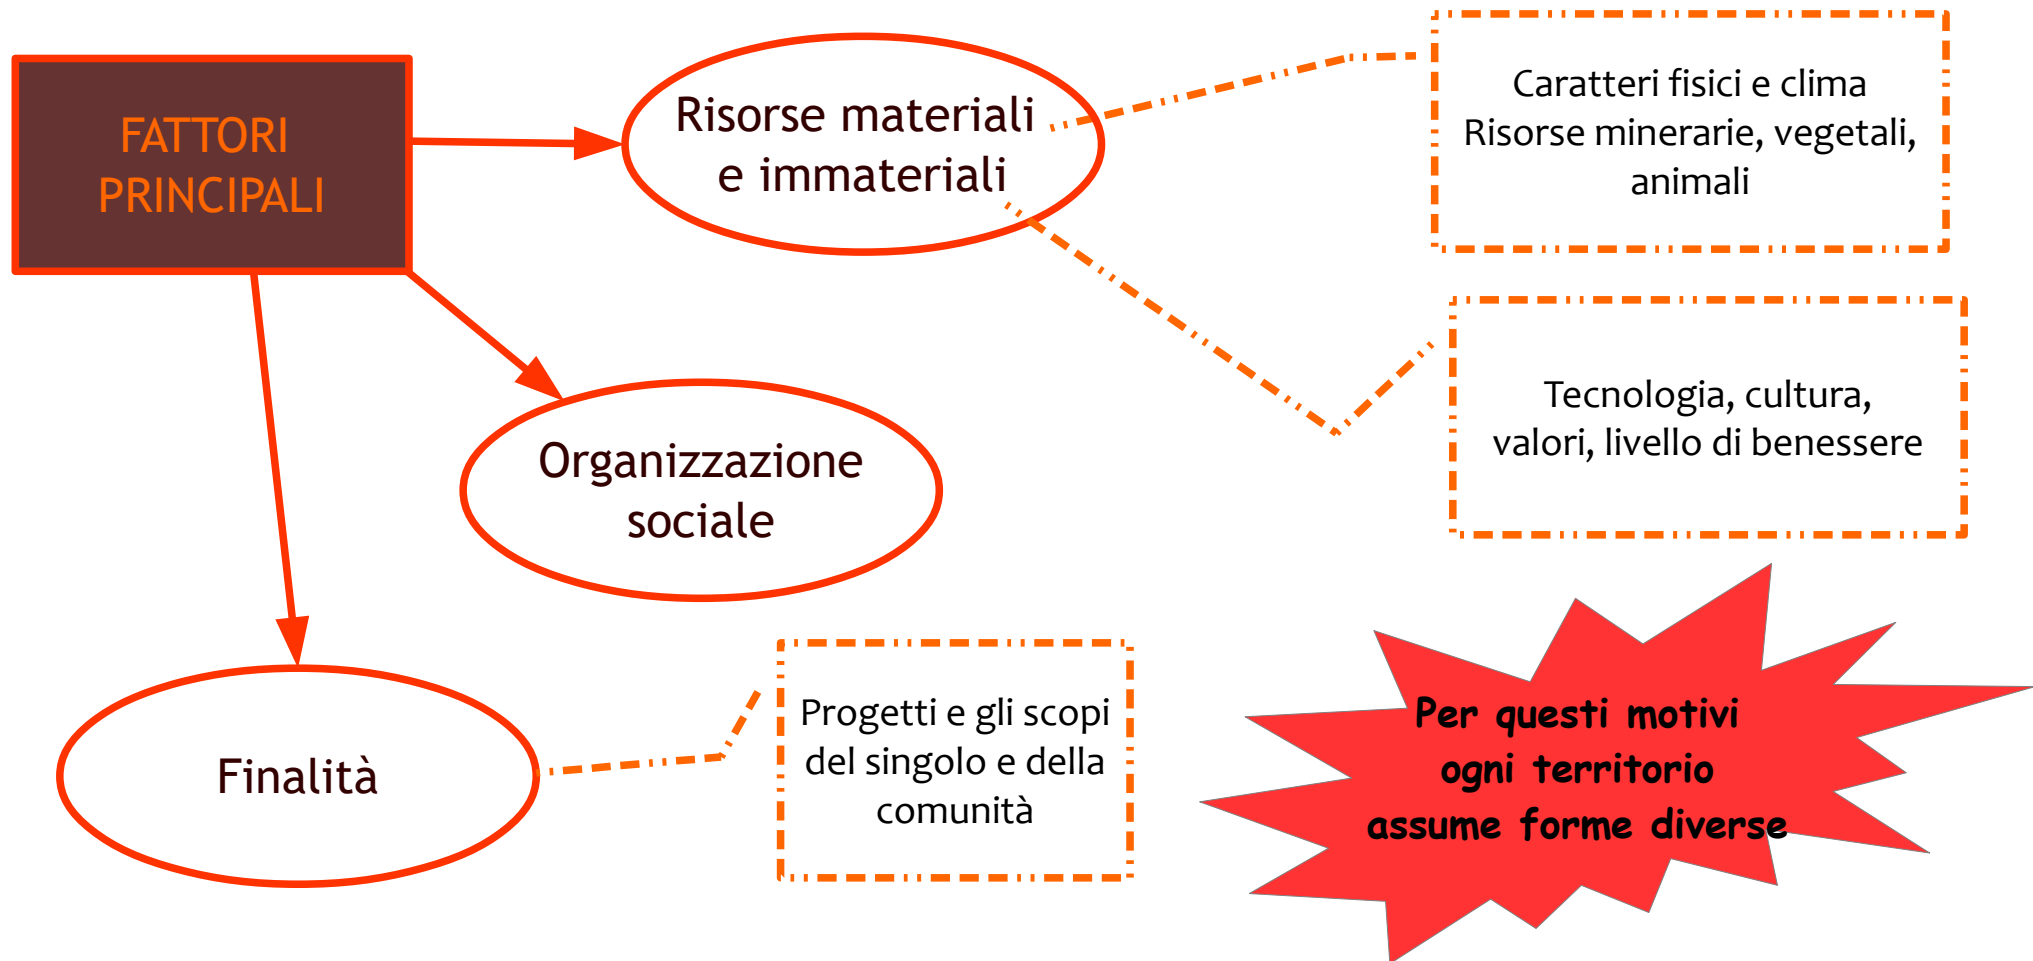 FATTORI
PRINCIPALI
Risorse materiali
e immateriali
Caratteri fisici e clima
Risorse minerarie, vegetali,
animali
Tecnologia, cultura,
valori, livello di benessere
Organizzazione
sociale
Finalità
Progetti e gli scopi
del singolo e della
comunità
Per questi motivi
ogni territorio
assume forme diverse